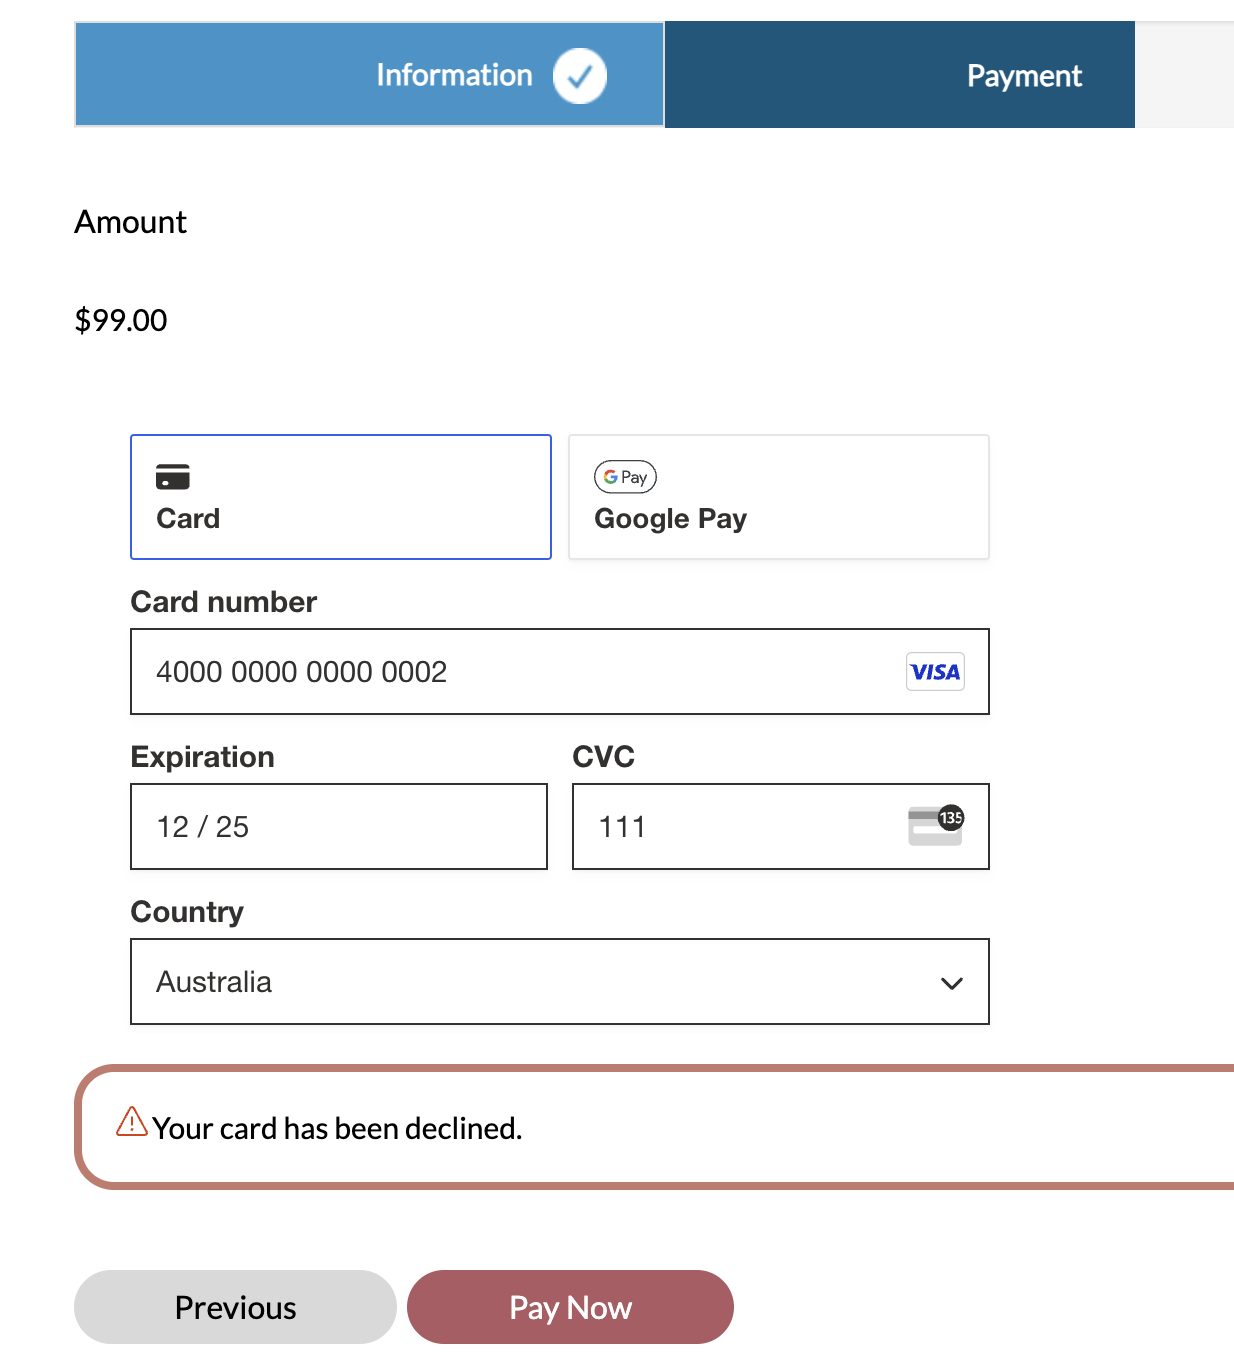 Information
Payment
Amount
$99.00
Card
G Pay
Google Pay
Card number
4000 0000 0000 0002
VISA
Expiration
CVC
12 / 25
111
135
Country
Australia
Your card has been declined.
Previous
Pay Now